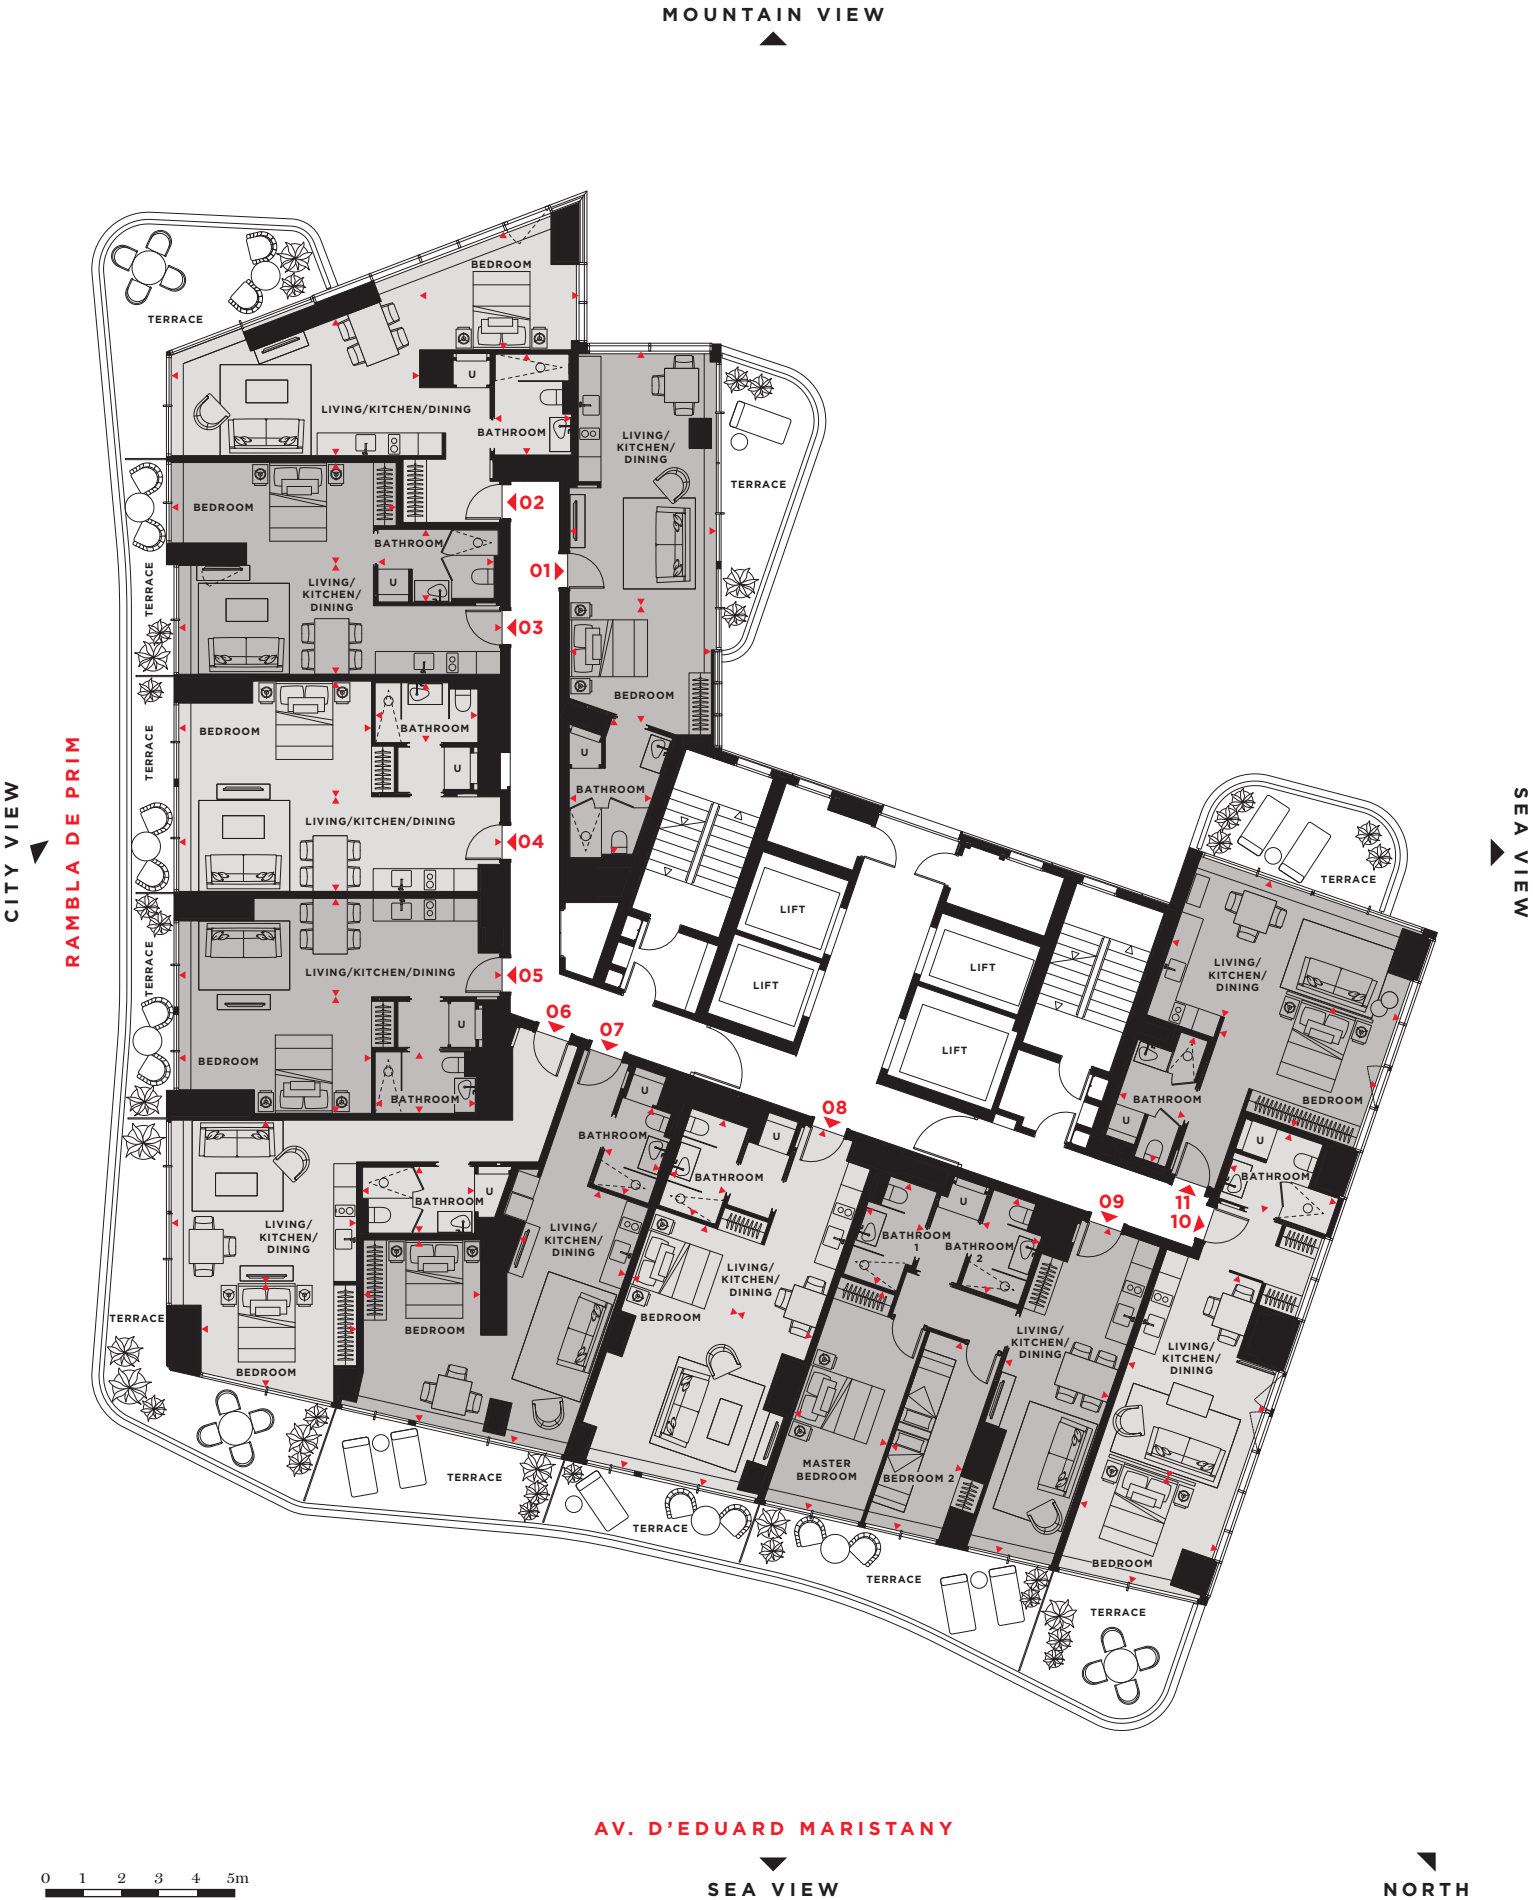 MOUNTAIN VIEW
BEDROOM
TERRACE
U
LIVING/KITCHEN/DINING
BATHROOM
LIVING/
KITCHEN/
DINING
TERRACE
02
BEDROOM
BATHROOM
01
U
TERRACE
LIVING/
KITCHEN/
DINING
03
BEDROOM
BEDROOM
BATHROOM
TERRACE
U
U
BATHROOM
CITY VIEW
RAMBLA DE PRIM
SEA VIEW
LIVING/KITCHEN/DINING
04
TERRACE
LIFT
LIFT
LIFT
LIFT
LIVING/
KITCHEN/
DINING
TERRACE
LIVING/KITCHEN/DINING
05
U
06
07
BEDROOM
BATHROOM
U
BATHROOM
BEDROOM
08
U
BATHROOM
U
U
BATHROOM
BATHROOM
BATHROOM
U
11
10
09
LIVING/
KITCHEN/
DINING
LIVING/
KITCHEN/
DINING
BATHROOM
1
U
BATHROOM
2
LIVING/
KITCHEN/
DINING
TERRACE
BEDROOM
BEDROOM
BEDROOM
LIVING/
KITCHEN/
DINING
LIVING/
KITCHEN/
DINING
MASTER
BEDROOM
BEDROOM 2
TERRACE
TERRACE
TERRACE
BEDROOM
TERRACE
AV. D'EDUARD MARISTANY
0 1 2 3 4 5m
SEA VIEW
NORTH